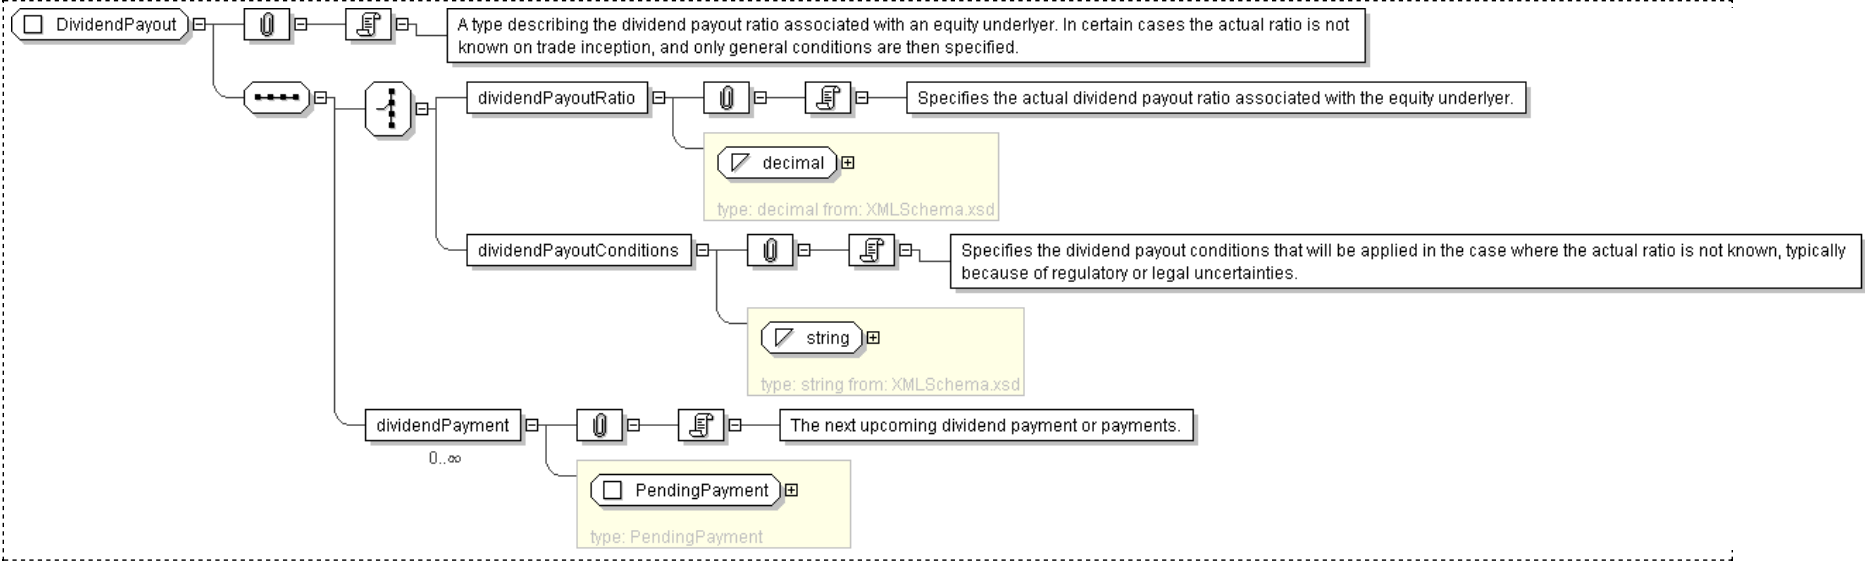 DividendPayout
A type describing the dividend payout ratio associated with an equity underlyer. In certain cases the actual ratio is not
known on trade inception, and only general conditions are then specified.
dividendPayoutRatio
Specifies the actual dividend payout ratio associated with the equity underlyer.
decimal
type: decimal from: XMLSchema.xsd
dividendPayoutConditions
Specifies the dividend payout conditions that will be applied in the case where the actual ratio is not known, typically
because of regulatory or legal uncertainties.
string
type: string from: XMLSchema.xsd
dividendPayment
The next upcoming dividend payment or payments.
0..∞
PendingPayment
type: PendingPayment